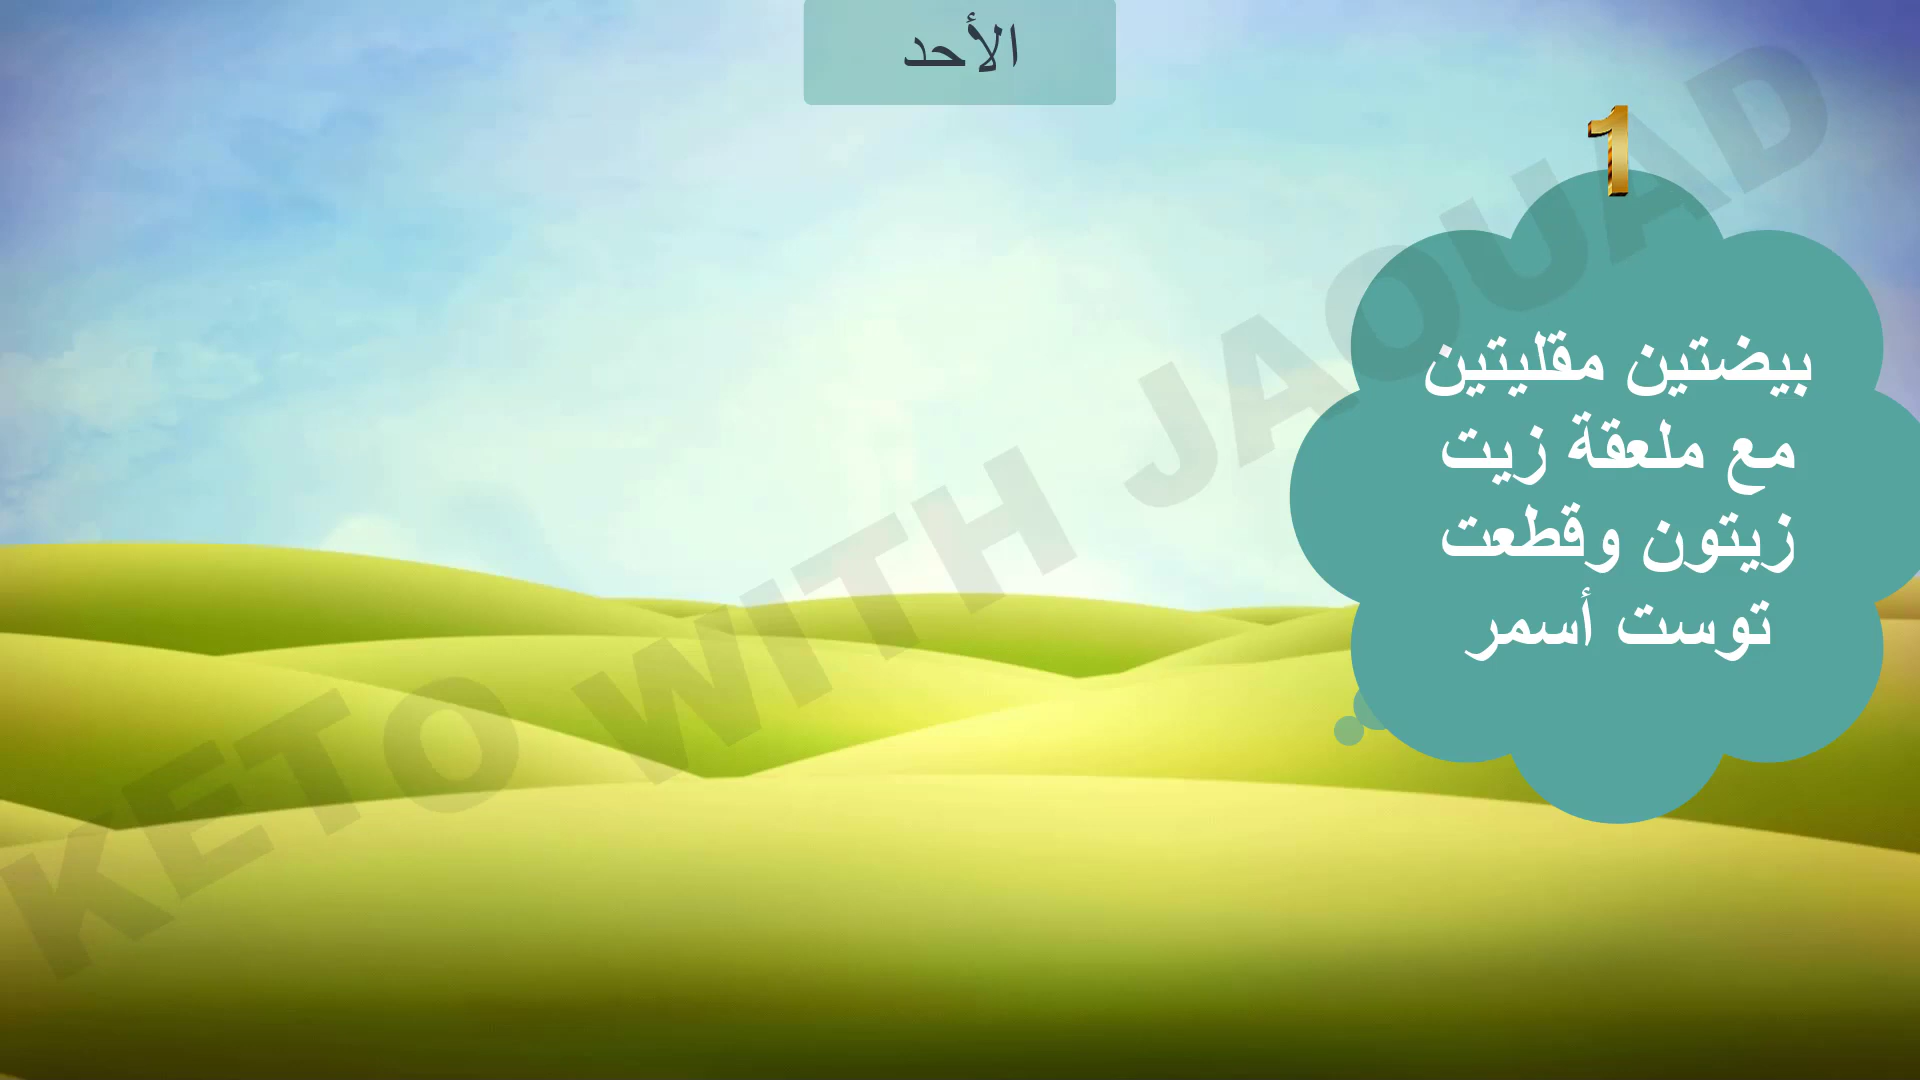 الأحد
1
بيضتين مقليتين
مع ملعقة زيت
زيتون وقطعت
توست أسمر
KETO WITH JAOUAD